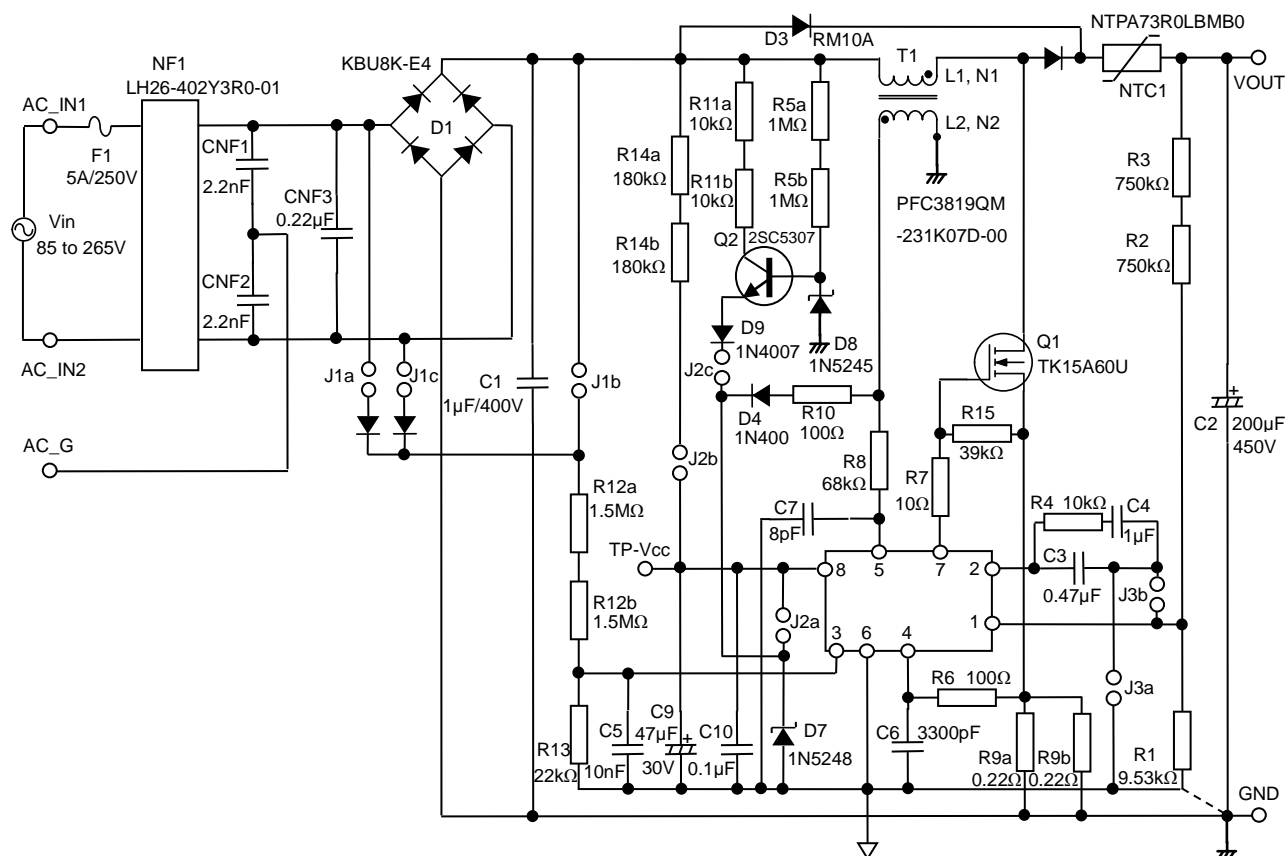 NTPA73R0LBMB0
D3
RM10A
NF1
LH26-402Y3R0-01
KBU8K-E4
T1
L1, N1
NTC1
VOUT
AC_IN1
F1
5A/250V
D1
R11a
10kΩ
R5a
1MΩ
L2, N2
CNF1
2.2nF
CNF3
0.22µF
R14a
180kΩ
R11b
10kΩ
R5b
1MΩ
R3
750kΩ
Vin
85 to 265V
PFC3819QM
-231K07D-00
R14b
180kΩ
Q2
2SC5307
R2
750kΩ
CNF2
2.2nF
D9
1N4007
D8
1N5245
Q1
TK15A60U
AC_IN2
J1a
J1c
C1
1µF/400V
J1b
J2c
D4
1N400
R10
100Ω
R15
39kΩ
C2
200µF
450V
AC_G
J2b
R8
68kΩ
R7
10Ω
R12a
1.5MΩ
C7
8pF
R4
10kΩ
C4
1µF
TP-Vcc
8
5
7
2
C3
0.47µF
J3b
R12b
1.5MΩ
J2a
3
6
4
1
R6
100Ω
J3a
R13
22kΩ
C5
10nF
C9
47µF
30V
C10
0.1µF
D7
1N5248
C6
3300pF
R9a
0.22Ω
R9b
0.22Ω
R1
9.53kΩ
GND